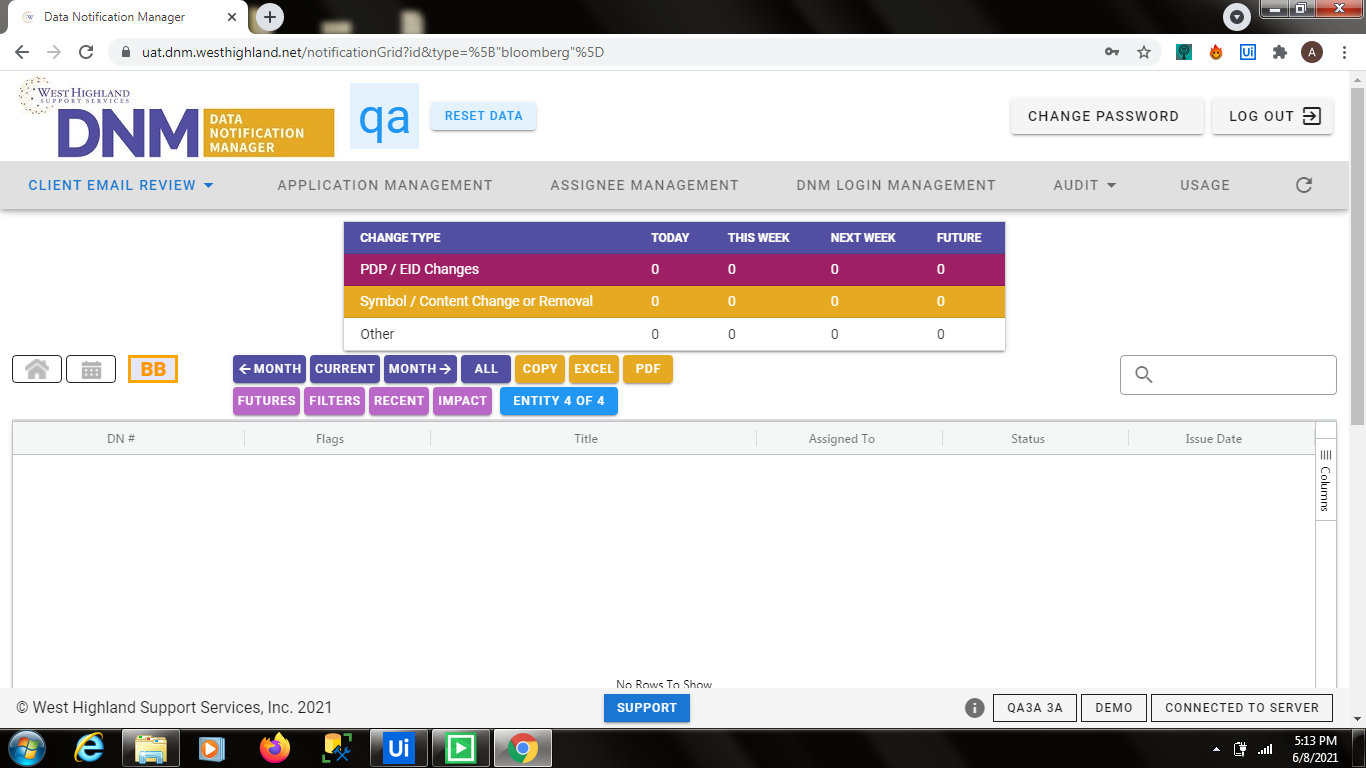 Data Notification Manager
uat.dnm.westhighland.net/notificationGrid?id&type=%5B"bloomberg"%5D
Ui
A
WEST HIGHLAND
SUPPORT SERVICES
DNM DATA
NOTIFICATION
MANAGER
qa
RESET DATA
CHANGE PASSWORD
LOG OUT
CLIENT EMAIL REVIEW APPLICATION MANAGEMENT ASSIGNEE MANAGEMENT DNM LOGIN MANAGEMENT AUDIT USAGE
CHANGE TYPE TODAY THIS WEEK NEXT WEEK FUTURE
PDP / EID Changes 0 0 0 0
Symbol / Content Change or Removal 0 0 0 0
Other 0 0 0 0
BB
←MONTH CURRENT MONTH→ ALL COPY EXCEL PDF
FUTURES FILTERS RECENT IMPACT ENTITY 4 OF 4
DN # Flags Title Assigned To Status Issue Date
Columns
No Rows To Show
© West Highland Support Services, Inc. 2021
SUPPORT
QA3A 3A DEMO CONNECTED TO SERVER
Ui
5:13 PM
6/8/2021